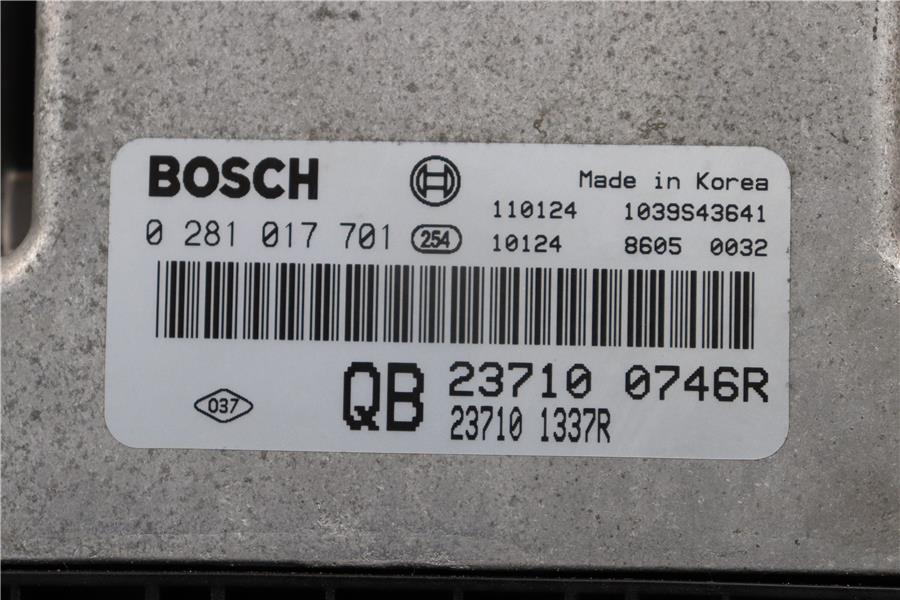 BOSCH
Made in Korea
110124 1039S43641
0 281 017 701 254 10124 8605 0032
037 QB 23710 0746R
23710 1337R